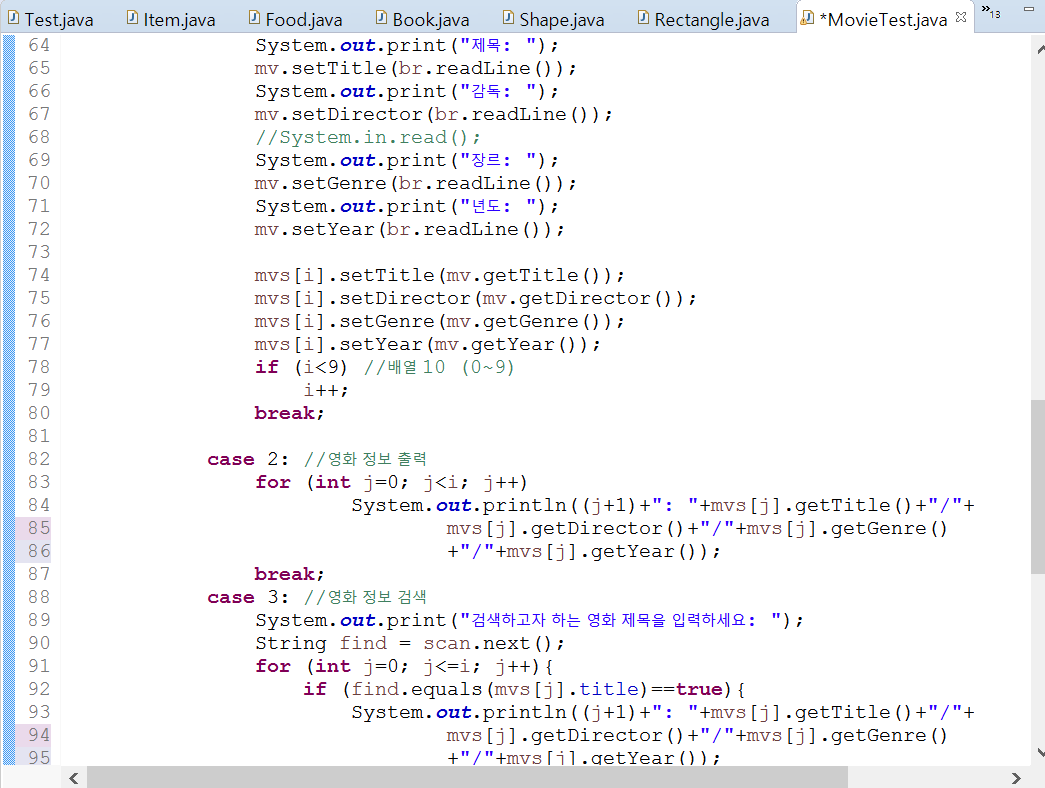 Test.java Item.java Food.java Book.java Shape.java Rectangle.java *MovieTest.java »13
64 System.out.print("제목: ");
65 mv.setTitle(br.readLine());
66 System.out.print("감독: ");
67 mv.setDirector(br.readLine());
68 //System.in.read();
69 System.out.print("장르: ");
70 mv.setGenre(br.readLine());
71 System.out.print("년도: ");
72 mv.setYear(br.readLine());
73
74 mvs[i].setTitle(mv.getTitle());
75 mvs[i].setDirector(mv.getDirector());
76 mvs[i].setGenre(mv.getGenre());
77 mvs[i].setYear(mv.getYear());
78 if (i<9) //배열 10 (0~9)
79 i++;
80 break;
81
82 case 2: //영화 정보 출력
83 for (int j=0; j<i; j++)
84 System.out.println((j+1)+": "+mvs[j].getTitle()+"/"+
85 mvs[j].getDirector()+"/"+mvs[j].getGenre()
86 +"/"+mvs[j].getYear());
87 break;
88 case 3: //영화 정보 검색
89 System.out.print("검색하고자 하는 영화 제목을 입력하세요: ");
90 String find = scan.next();
91 for (int j=0; j<=i; j++){
92 if (find.equals(mvs[j].title)==true){
93 System.out.println((j+1)+": "+mvs[j].getTitle()+"/"+
94 mvs[j].getDirector()+"/"+mvs[j].getGenre()
95 +"/"+mvs[j].getYear());